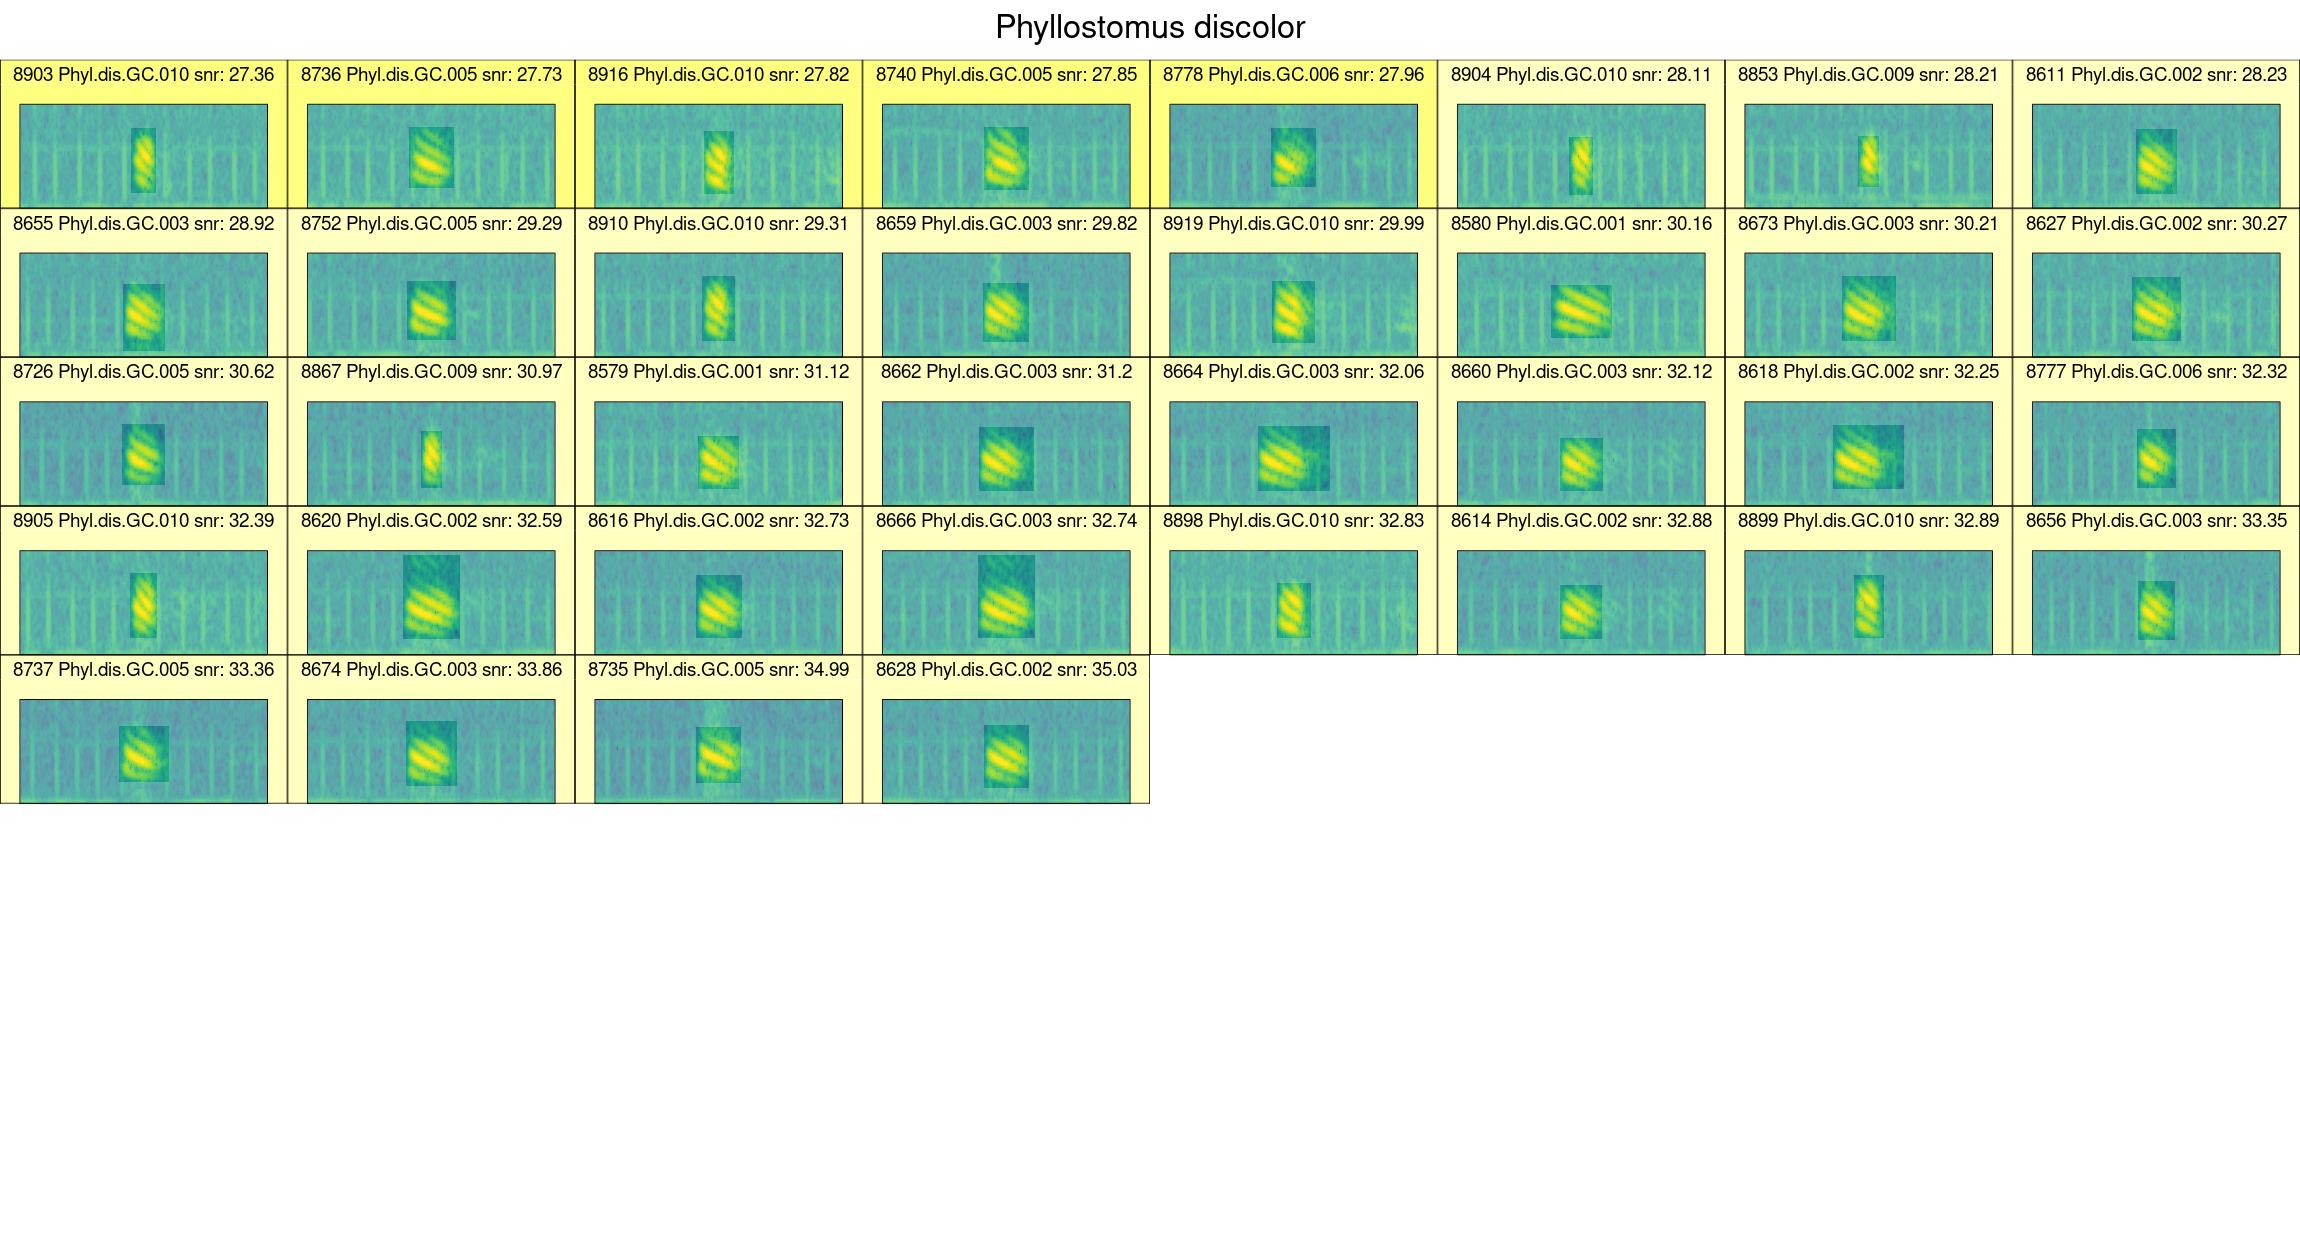 Phyllostomus discolor
8903 Phyl.dis.GC.010 snr: 27.36
8736 Phyl.dis.GC.005 snr: 27.73
8916 Phyl.dis.GC.010 snr: 27.82
8740 Phyl.dis.GC.005 snr: 27.85
8778 Phyl.dis.GC.006 snr: 27.96
8904 Phyl.dis.GC.010 snr: 28.11
8853 Phyl.dis.GC.009 snr: 28.21
8611 Phyl.dis.GC.002 snr: 28.23
8655 Phyl.dis.GC.003 snr: 28.92
8752 Phyl.dis.GC.005 snr: 29.29
8910 Phyl.dis.GC.010 snr: 29.31
8659 Phyl.dis.GC.003 snr: 29.82
8919 Phyl.dis.GC.010 snr: 29.99
8580 Phyl.dis.GC.001 snr: 30.16
8673 Phyl.dis.GC.003 snr: 30.21
8627 Phyl.dis.GC.002 snr: 30.27
8726 Phyl.dis.GC.005 snr: 30.62
8867 Phyl.dis.GC.009 snr: 30.97
8579 Phyl.dis.GC.001 snr: 31.12
8662 Phyl.dis.GC.003 snr: 31.2
8664 Phyl.dis.GC.003 snr: 32.06
8660 Phyl.dis.GC.003 snr: 32.12
8618 Phyl.dis.GC.002 snr: 32.25
8777 Phyl.dis.GC.006 snr: 32.32
8905 Phyl.dis.GC.010 snr: 32.39
8620 Phyl.dis.GC.002 snr: 32.59
8616 Phyl.dis.GC.002 snr: 32.73
8666 Phyl.dis.GC.003 snr: 32.74
8898 Phyl.dis.GC.010 snr: 32.83
8614 Phyl.dis.GC.002 snr: 32.88
8899 Phyl.dis.GC.010 snr: 32.89
8656 Phyl.dis.GC.003 snr: 33.35
8737 Phyl.dis.GC.005 snr: 33.36
8674 Phyl.dis.GC.003 snr: 33.86
8735 Phyl.dis.GC.005 snr: 34.99
8628 Phyl.dis.GC.002 snr: 35.03